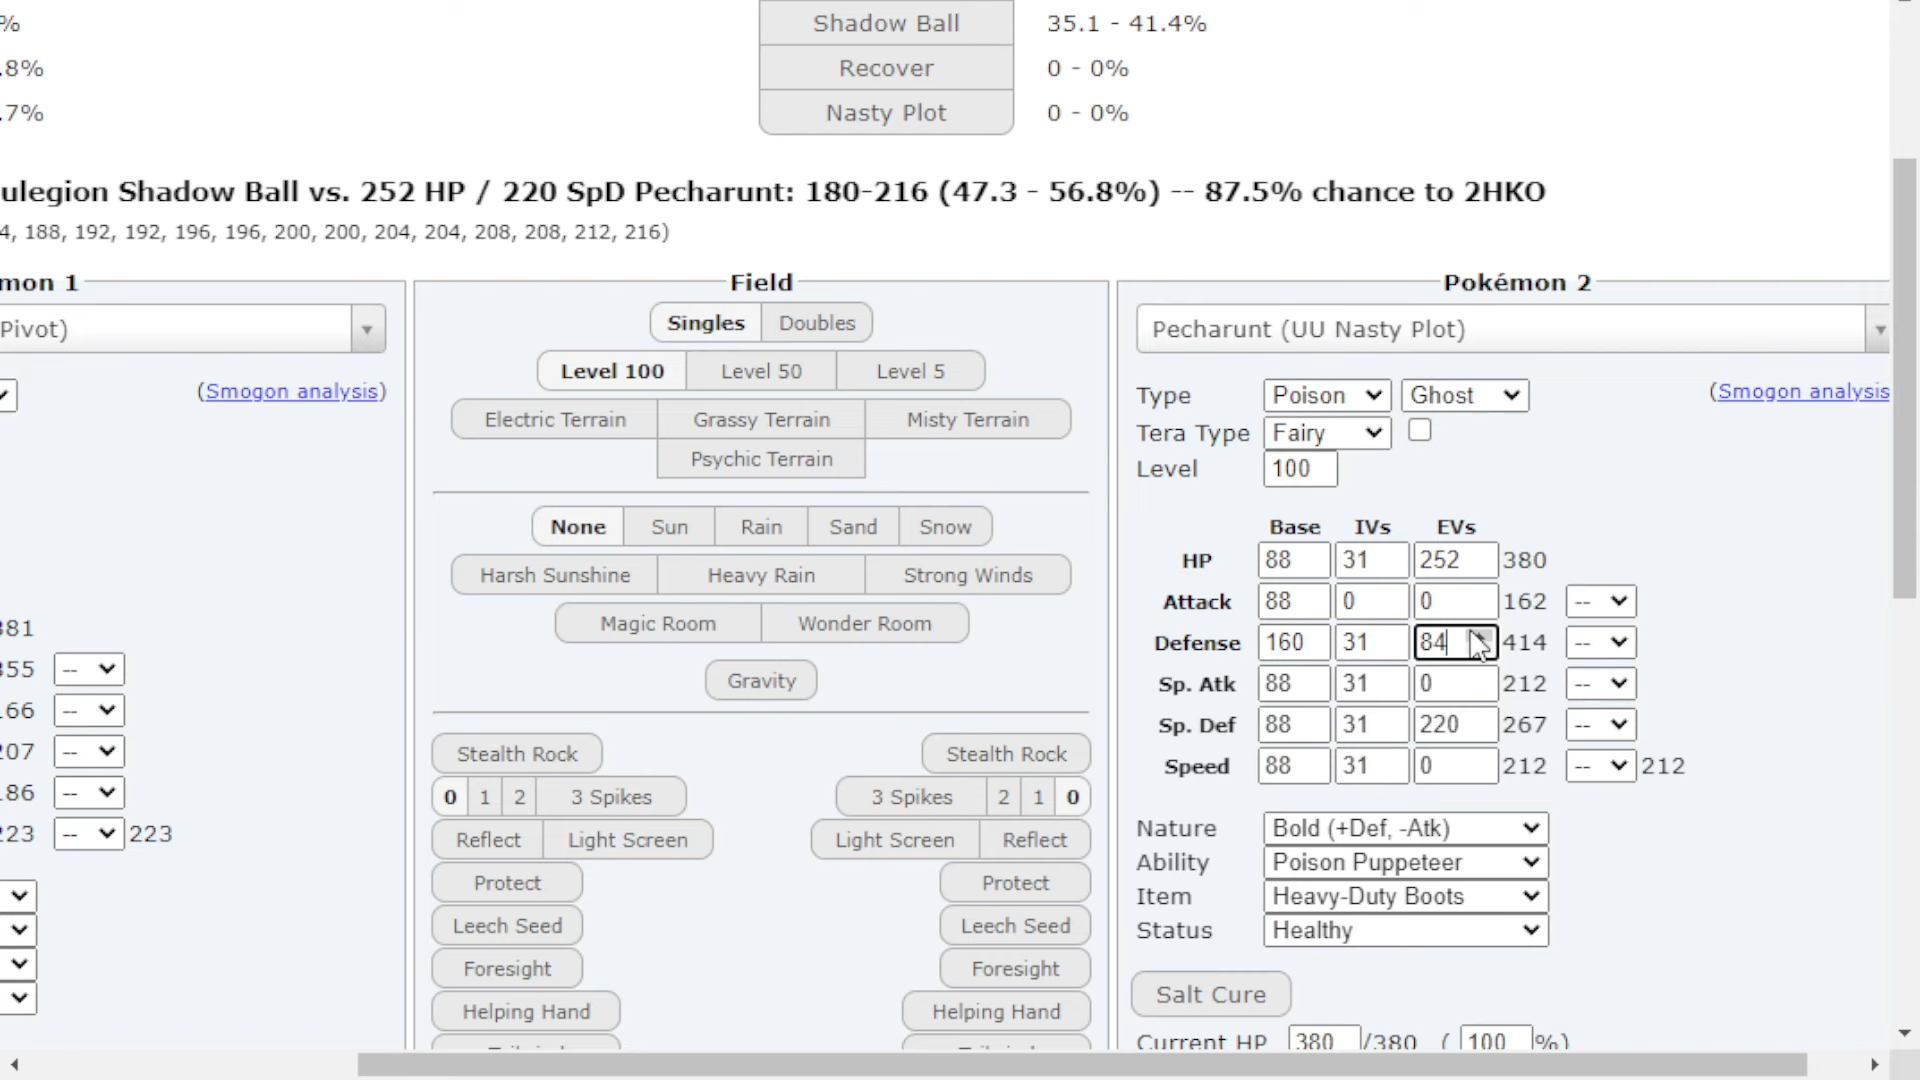 % Shadow Ball 35.1 - 41.4%
.8% Recover 0 - 0%
.7% Nasty Plot 0 - 0%
ulegion Shadow Ball vs. 252 HP / 220 SpD Pecharunt: 180-216 (47.3 - 56.8%) -- 87.5% chance to 2HKO
4, 188, 192, 192, 196, 196, 200, 200, 204, 204, 208, 208, 212, 216)
mon 1
Pivot)
(Smogon analysis)
381
355 --
66 --
207 --
86 --
223 -- 223
Field
Singles Doubles
Level 100 Level 50 Level 5
Electric Terrain Grassy Terrain Misty Terrain
Psychic Terrain
None Sun Rain Sand Snow
Harsh Sunshine Heavy Rain Strong Winds
Magic Room Wonder Room
Gravity
Stealth Rock Stealth Rock
0 1 2 3 Spikes 3 Spikes 2 1 0
Reflect Light Screen Light Screen Reflect
Protect Protect
Leech Seed Leech Seed
Foresight Foresight
Helping Hand Helping Hand
Pokémon 2
Pecharunt (UU Nasty Plot)
Type Poison Ghost (Smogon analysis
Tera Type Fairy
Level 100
Base IVs EVs
HP 88 31 252 380
Attack 88 0 0 162 --
Defense 160 31 84 414 --
Sp. Atk 88 31 0 212 --
Sp. Def 88 31 220 267 --
Speed 88 31 0 212 -- 212
Nature Bold (+Def, -Atk)
Ability Poison Puppeteer
Item Heavy-Duty Boots
Status Healthy
Salt Cure
Current HP 380 /380 ( 100 %)